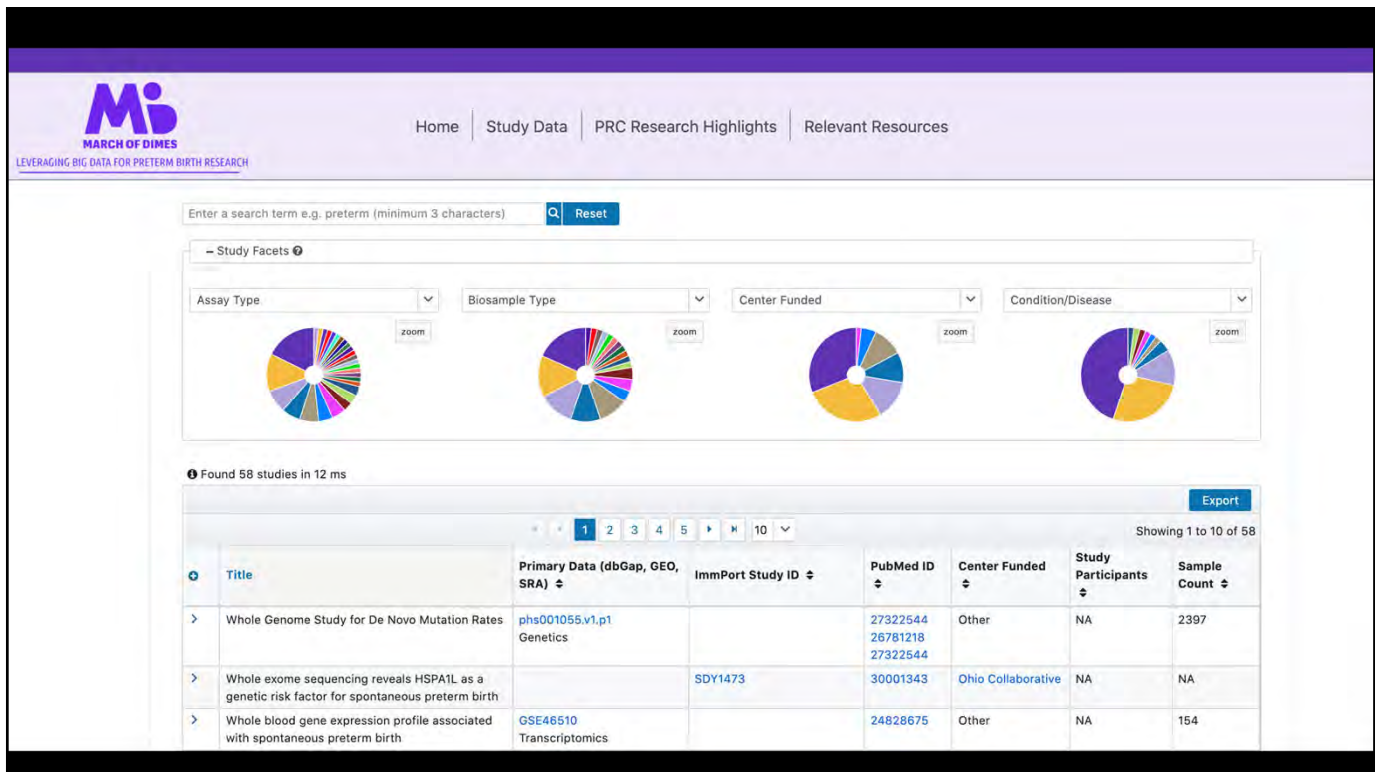 MARCH OF DIMES
LEVERAGING BIG DATA FOR PRETERM BIRTH RESEARCH
Home
Study Data
PRC Research Highlights
Relevant Resources
Enter a search term e.g. preterm (minimum 3 characters)
Reset
– Study Facets
Assay Type
Biosample Type
Center Funded
Condition/Disease
zoom
zoom
zoom
zoom
Found 58 studies in 12 ms
Export
1 2 3 4 5 10
Showing 1 to 10 of 58
Title
Primary Data (dbGap, GEO,
SRA)
ImmPort Study ID
PubMed ID
Center Funded
Study
Participants
Sample
Count
Whole Genome Study for De Novo Mutation Rates
phs001055.v1.p1
Genetics
27322544
26781218
27322544
Other
NA
2397
Whole exome sequencing reveals HSPA1L as a
genetic risk factor for spontaneous preterm birth
SDY1473
30001343
Ohio Collaborative
NA
NA
Whole blood gene expression profile associated
with spontaneous preterm birth
GSE46510
Transcriptomics
24828675
Other
NA
154